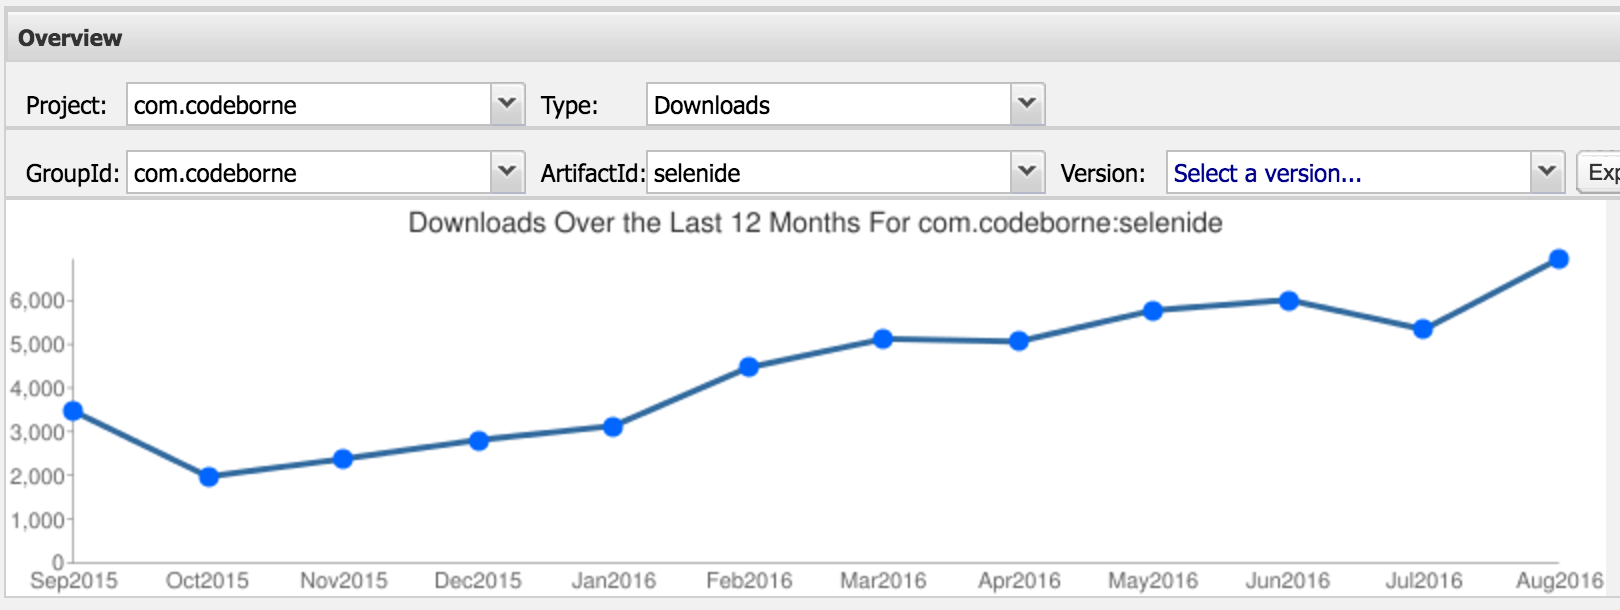 Overview
Project: com.codeborne Type: Downloads
GroupId: com.codeborne ArtifactId: selenide Version: Select a version... Exp
Downloads Over the Last 12 Months For com.codeborne:selenide
6,000
5,000
4,000
3,000
2,000
1,000
0
Sep2015 Oct2015 Nov2015 Dec2015 Jan2016 Feb2016 Mar2016 Apr2016 May2016 Jun2016 Jul2016 Aug2016